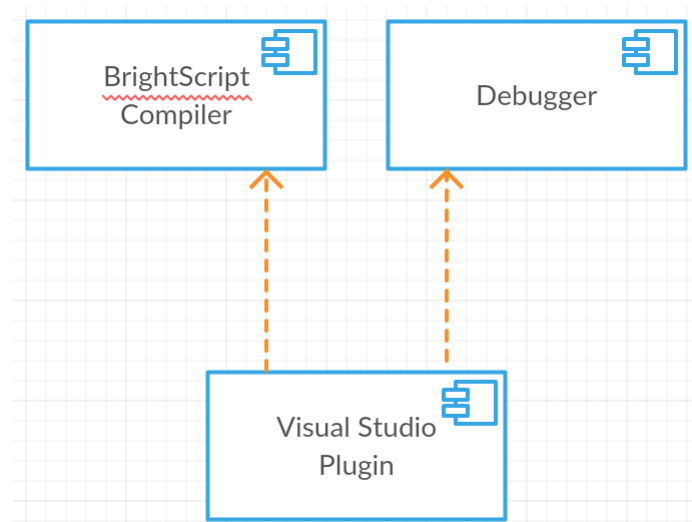 BrightScript
Compiler
Debugger
Visual Studio
Plugin